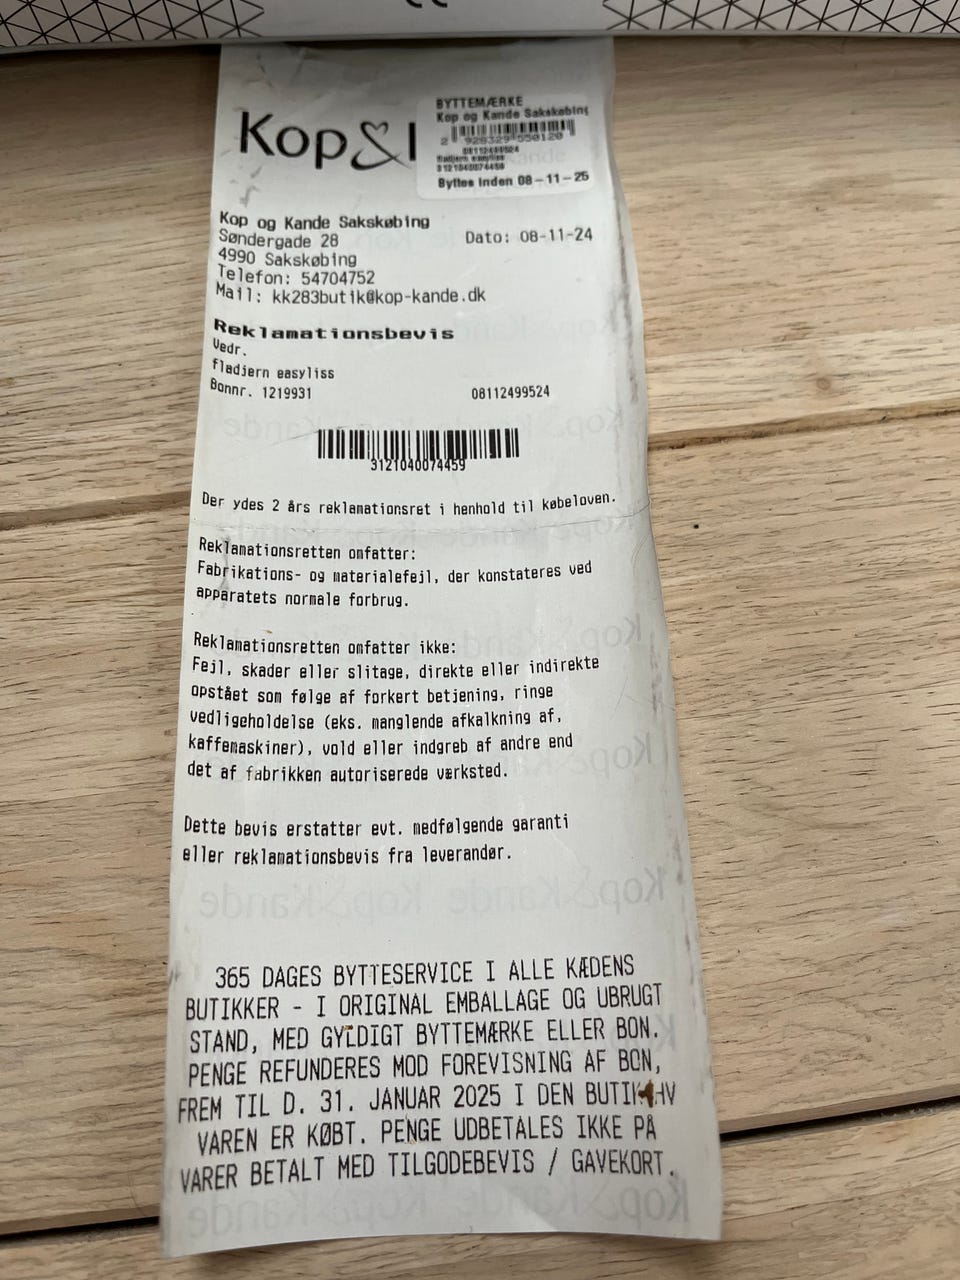 Kop&
BYTTEMÆRKE
Kop og Kande Sakskøbing
2 928329 550120
08112499524
fladjern easyliss
3121040074459
Byttes inden 08-11-25
Kop og Kande Sakskøbing
Søndergade 28
Dato: 08-11-24
4990 Sakskøbing
Telefon: 54704752
Mail: kk283butik@kop-kande.dk
Reklamationsbevis
Vedr.
fladjern easyliss
Bonnr. 1219931
08112499524
3121040074459
Der ydes 2 års reklamationsret i henhold til købeloven.
Reklamationsretten omfatter:
Fabrikations- og materialefejl, der konstateres ved
apparatets normale forbrug.
Reklamationsretten omfatter ikke:
Fejl, skader eller slitage, direkte eller indirekte
opstået som følge af forkert betjening, ringe
vedligeholdelse (eks. manglende afkalkning af,
kaffemaskiner), vold eller indgreb af andre end
det af fabrikken autoriserede værksted.
Dette bevis erstatter evt. medfølgende garanti
eller reklamationsbevis fra leverandør.
365 DAGES BYTTESERVICE I ALLE KÆDENS
BUTIKKER - I ORIGINAL EMBALLAGE OG UBRUGT
STAND, MED GYLDIGT BYTTEMÆRKE ELLER BON.
PENGE REFUNDERES MOD FOREVISNING AF BON,
FREM TIL D. 31. JANUAR 2025 I DEN BUTIK HV
VAREN ER KØBT. PENGE UDBETALES IKKE PÅ
VARER BETALT MED TILGODEBEVIS / GAVEKORT.